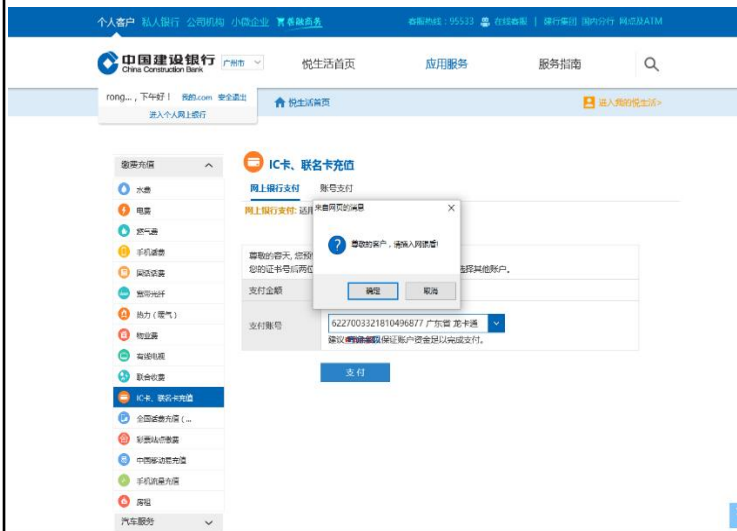 个人客户 私人银行 公司机构 小微企业 善融商务
客服热线：95533 在线客服 | 建行集团 国内分行 网点及ATM
中国建设银行
China Construction Bank
广州市
悦生活首页 应用服务 服务指南
rong...，下午好！ 我的.com 安全退出
进入个人网上银行
悦生活首页
进入我的悦生活>
缴费充值
水费
电费
燃气费
手机话费
固话话费
宽带光纤
热力（暖气）
物业费
有线电视
联合收费
IC卡、联名卡充值
全国话费充值（...
彩票站点缴费
中国移动花充值
手机流量充值
房租
汽车服务
IC卡、联名卡充值
网上银行支付 账号支付
网上银行支付: 适用
来自网页的消息
尊敬的客户，请插入网银盾!
确定 取消
您的证书号后两位
选择其他账户。
支付金额
支付账号
6227003321810496877 广东省 龙卡通
建议
保证账户资金足以完成支付。
支 付